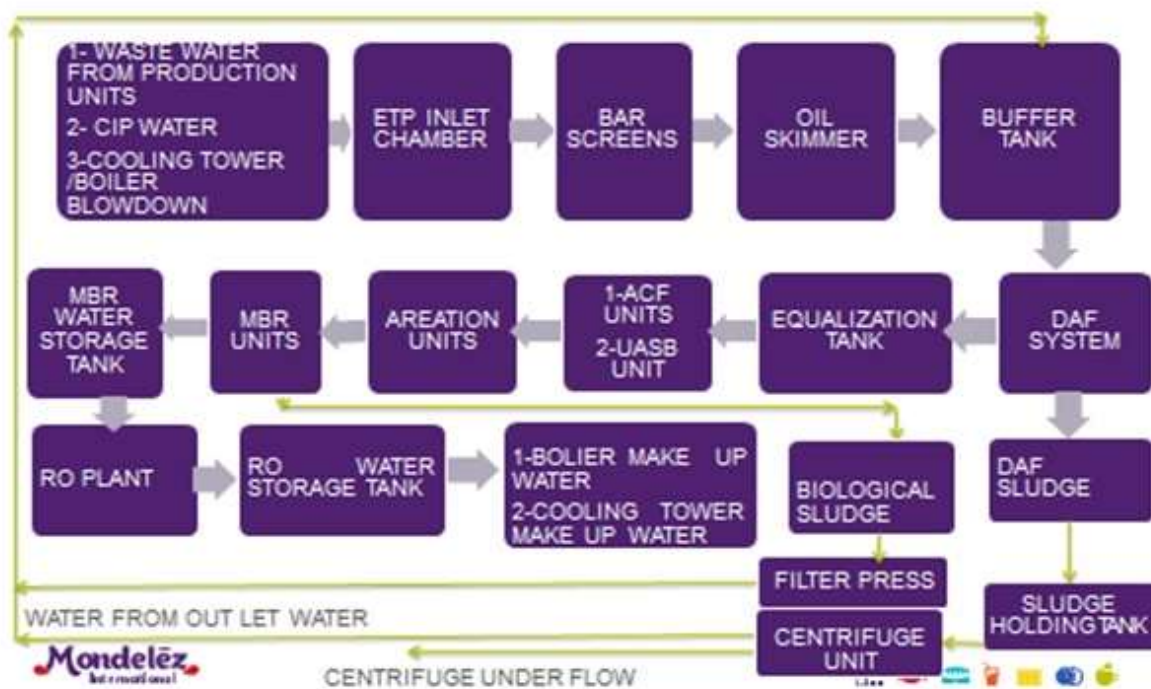 1- WASTE WATER
FROM PRODUCTION
UNITS
2- CIP WATER
3-COOLING TOWER
/BOILER
BLOWDOWN
ETP INLET
CHAMBER
BAR
SCREENS
OIL
SKIMMER
BUFFER
TANK
MBR
WATER
STORAGE
TANK
MBR
UNITS
AREATION
UNITS
1-ACF
UNITS
2-UASB
UNIT
EQUALIZATION
TANK
DAF
SYSTEM
RO PLANT
RO WATER
STORAGE TANK
1-BOLIER MAKE UP
WATER
2-COOLING TOWER
MAKE UP WATER
BIOLOGICAL
SLUDGE
DAF
SLUDGE
FILTER PRESS
WATER FROM OUT LET WATER
CENTRIFUGE
UNIT
SLUDGE
HOLDINGTANK
Mondelēz
International
CENTRIFUGE UNDER FLOW